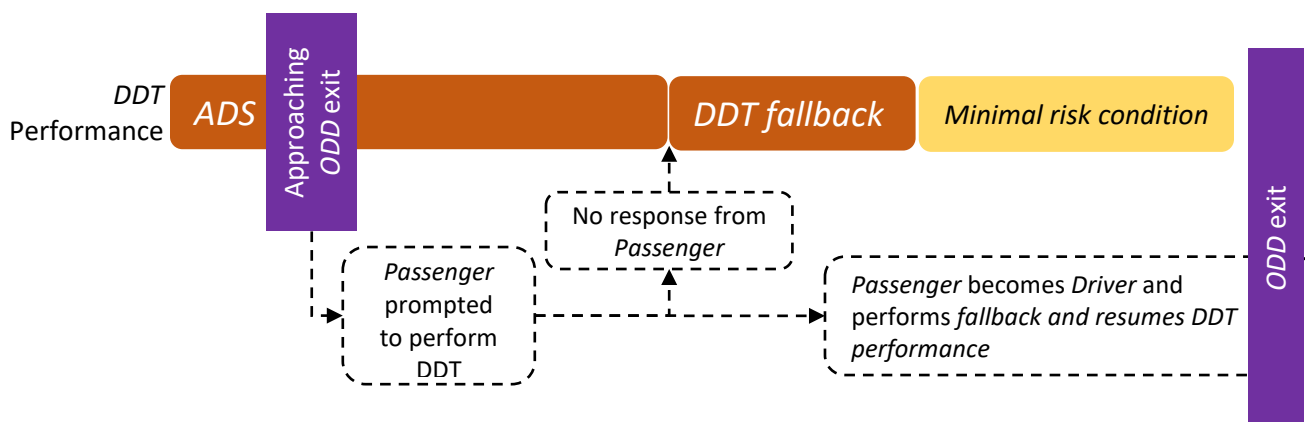 DDT
Performance
ADS
Approaching
ODD exit
DDT fallback
Minimal risk condition
No response from
Passenger
Passenger
prompted
to perform
DDT
Passenger becomes Driver and
performs fallback and resumes DDT
performance
ODD exit